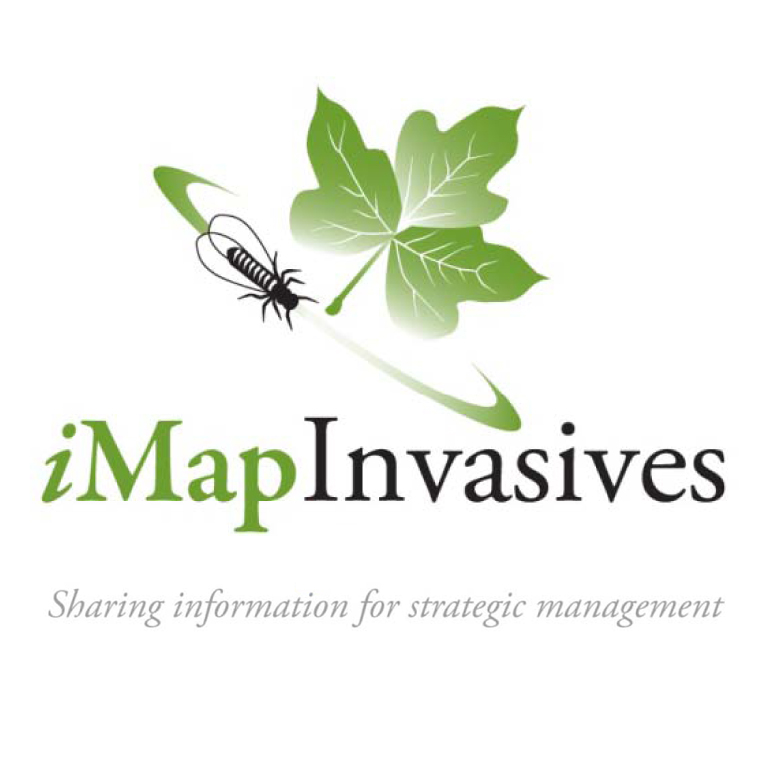 iMapInvasives
Sharing information for strategic management